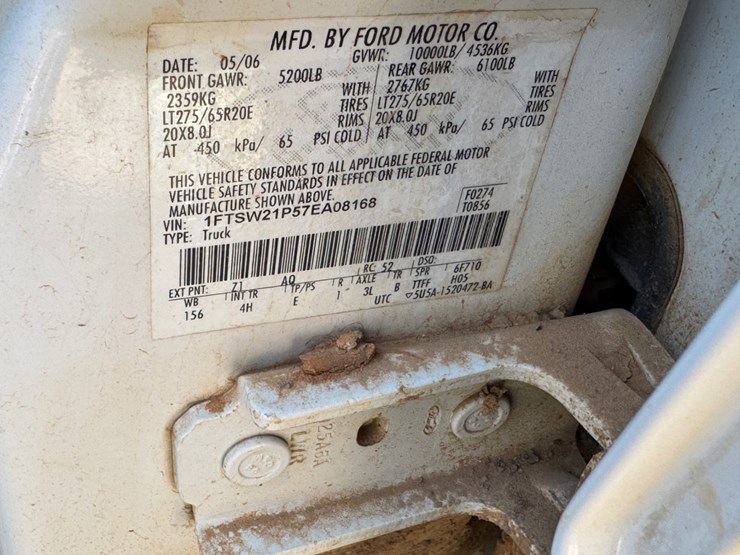 MFD. BY FORD MOTOR CO.
DATE: 05/06 GVWR: 10000LB/ 4536KG
FRONT GAWR: 5200LB REAR GAWR: 6100LB
2359KG WITH 2767KG WITH
LT275/65R20E TIRES LT275/65R20E TIRES
20X8.0J RIMS 20X8.0J RIMS
AT 450 kPa/ 65 PSI COLD AT 450 kPa/ 65 PSI COLD
THIS VEHICLE CONFORMS TO ALL APPLICABLE FEDERAL MOTOR
VEHICLE SAFETY STANDARDS IN EFFECT ON THE DATE OF
MANUFACTURE SHOWN ABOVE.
VIN: 1FTSW21P57EA08168 F0274
TYPE: Truck T0856
EXT PNT: Z1 AQ RC: 52 DSO: 6F710
WB INT TR TP/PS R AXLE TR SPR H05
156 4H E 1 3L B TTFF
UTC ▽5U5A-1520472-BA
25A6X
LWR